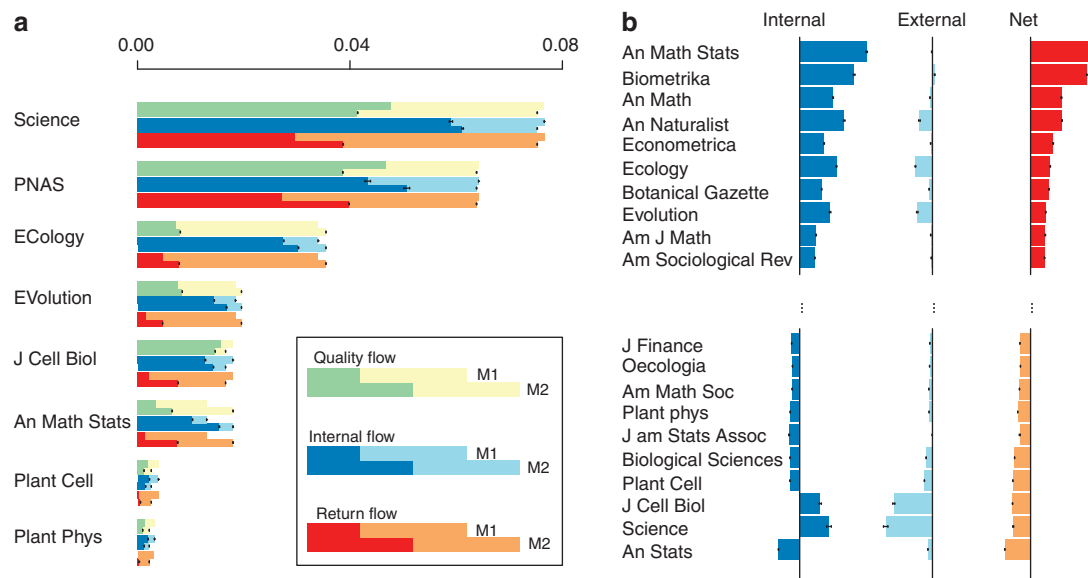 a
0.00 0.04 0.08
Science
PNAS
ECology
EVolution
J Cell Biol
An Math Stats
Plant Cell
Plant Phys
Quality flow
M1
M2
Internal flow
M1
M2
Return flow
M1
M2
b
Internal External Net
An Math Stats
Biometrika
An Math
An Naturalist
Econometrica
Ecology
Botanical Gazette
Evolution
Am J Math
Am Sociological Rev
... ... ...
J Finance
Oecologia
Am Math Soc
Plant phys
J am Stats Assoc
Biological Sciences
Plant Cell
J Cell Biol
Science
An Stats